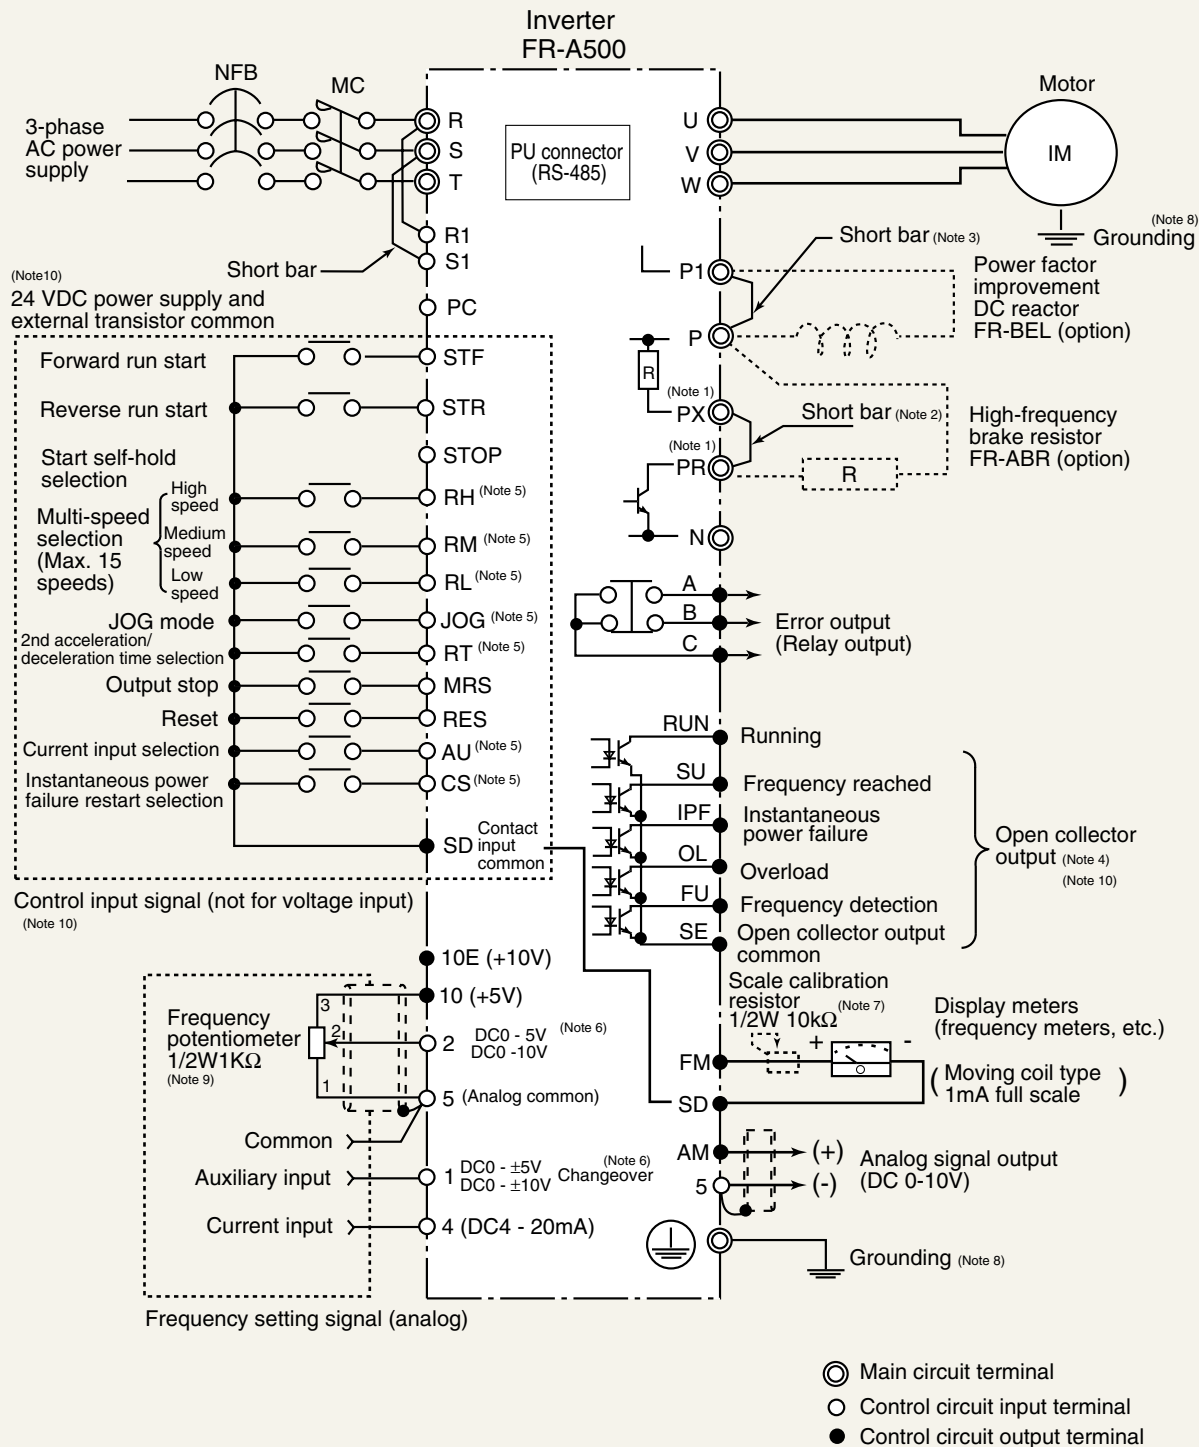 Inverter
FR-A500
NFB
MC
Motor
3-phase
AC power
supply
R
S
T
PU connector
(RS-485)
U
V
W
IM
R1
S1
Short bar
(Note 8)
Grounding
Short bar (Note 3)
P1
P
Power factor
improvement
DC reactor
FR-BEL (option)
(Note10)
24 VDC power supply and
external transistor common
PC
Forward run start
STF
Reverse run start
STR
Start self-hold
selection
STOP
Multi-speed
selection
(Max. 15
speeds)
High
speed
RH (Note 5)
Medium
speed
RM (Note 5)
Low
speed
RL (Note 5)
JOG mode
JOG (Note 5)
2nd acceleration/
deceleration time selection
RT (Note 5)
Output stop
MRS
Reset
RES
Current input selection
AU (Note 5)
Instantaneous power
failure restart selection
CS (Note 5)
SD
Contact
input
common
Control input signal (not for voltage input)
(Note 10)
R
(Note 1)
PX
Short bar (Note 2)
(Note 1)
PR
R
High-frequency
brake resistor
FR-ABR (option)
N
A
B
C
Error output
(Relay output)
RUN
Running
SU
Frequency reached
IPF
Instantaneous
power failure
OL
Overload
FU
Frequency detection
SE
Open collector output
common
Open collector
output (Note 4)
(Note 10)
10E (+10V)
10 (+5V)
3
2
1
Frequency
potentiometer
1/2W1KΩ
(Note 9)
2
DC0 - 5V
DC0 -10V
(Note 6)
5 (Analog common)
Common
Auxiliary input
1
DC0 - ±5V
DC0 - ±10V
Changeover
(Note 6)
Current input
4 (DC4 - 20mA)
Frequency setting signal (analog)
Scale calibration
resistor
1/2W 10kΩ (Note 7)
+
-
Display meters
(frequency meters, etc.)
FM
(Moving coil type
1mA full scale)
SD
AM
(+)
5
(-)
Analog signal output
(DC 0-10V)
Grounding (Note 8)
Main circuit terminal
Control circuit input terminal
Control circuit output terminal